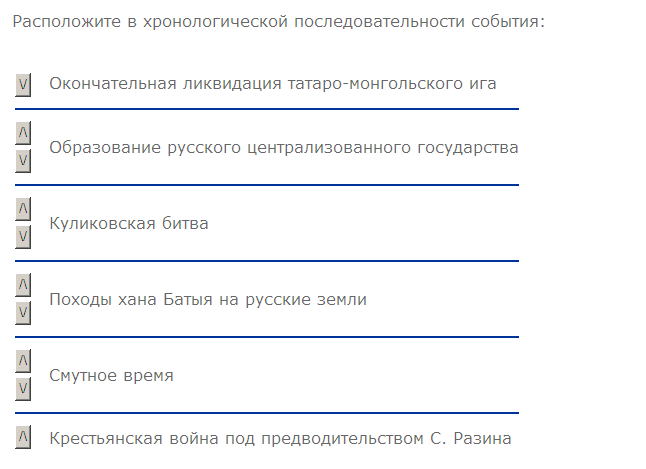 Расположите в хронологической последовательности события:
V
Окончательная ликвидация татаро-монгольского ига
Λ
V
Образование русского централизованного государства
Λ
V
Куликовская битва
Λ
V
Походы хана Батыя на русские земли
Λ
V
Смутное время
Λ
Крестьянская война под предводительством С. Разина